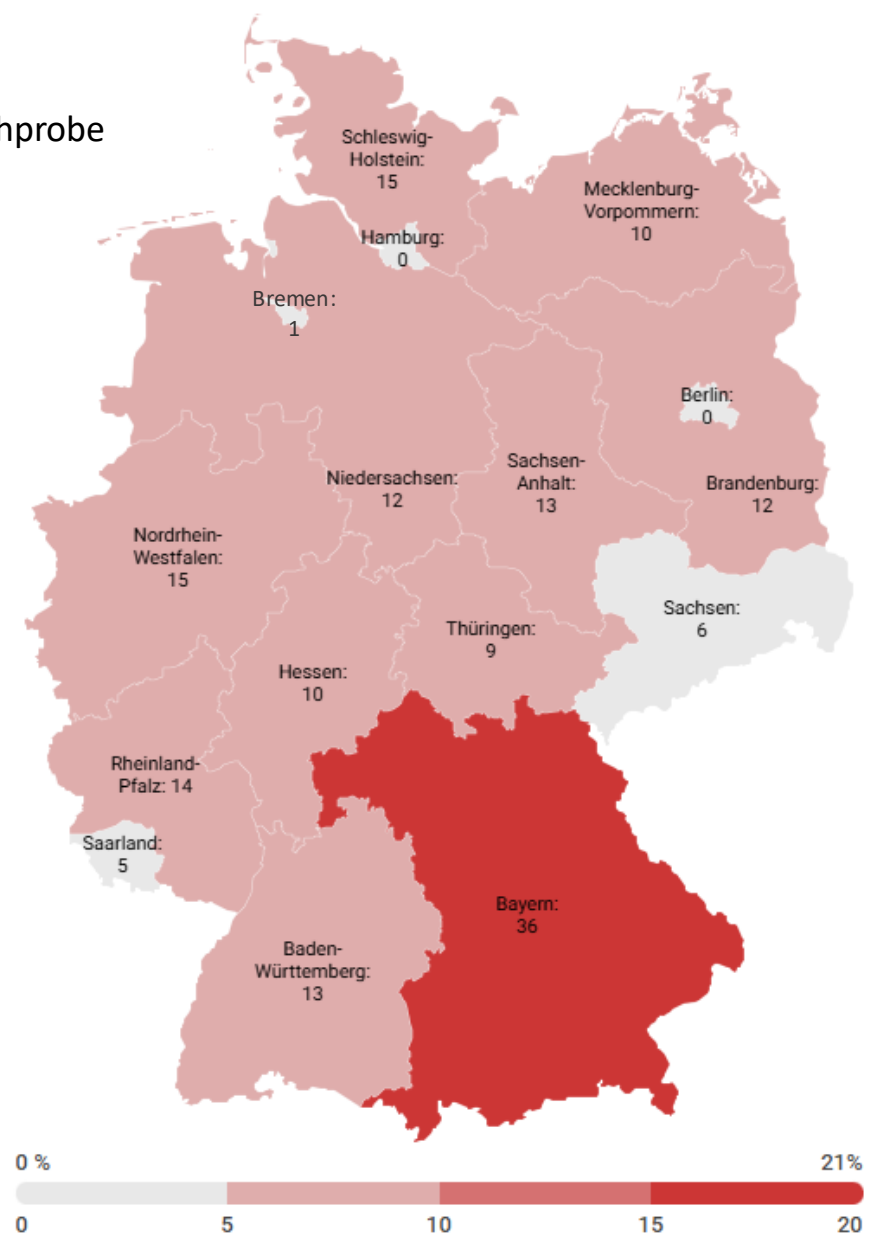 hprobe
Schleswig-
Holstein:
15
Mecklenburg-
Vorpommern:
10
Hamburg:
0
Bremen:
1
Berlin:
0
Niedersachsen:
12
Sachsen-
Anhalt:
13
Brandenburg:
12
Nordrhein-
Westfalen:
15
Sachsen:
6
Thüringen:
9
Hessen:
10
Rheinland-
Pfalz: 14
Saarland:
5
Bayern:
36
Baden-
Württemberg:
13
0 % 21%
0 5 10 15 20